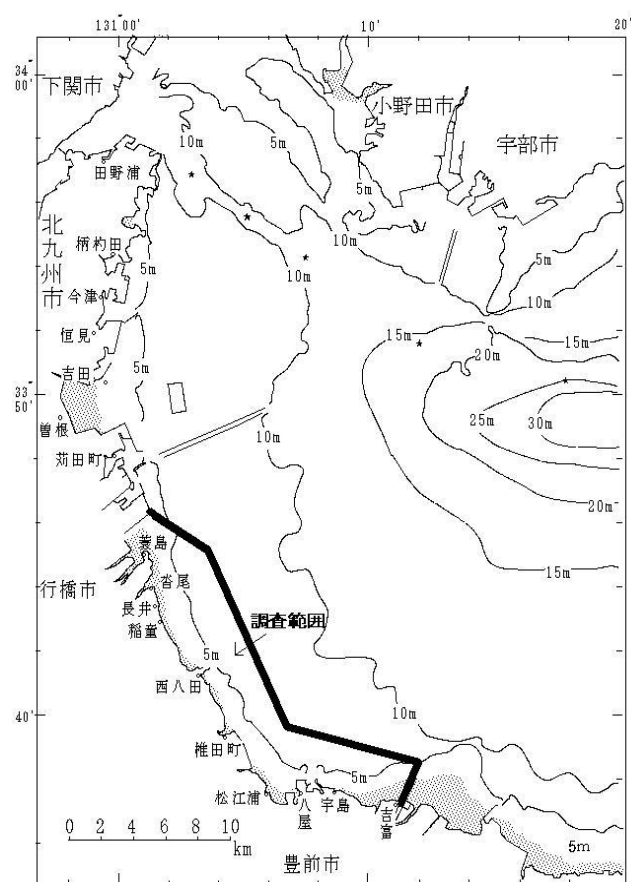 131°00′
10′
20′
34°
00′
下関市
小野田市
宇部市
10m
5m
5m
田野浦
北九州市
柄杓田
5m
10m
10m
5m
10m
今津
恒見
15m
15m
20m
吉田
5m
33°
50′
曽根
10m
25m
30m
苅田町
20m
15m
蓑島
行橋市
沓尾
長井
稲童
調査範囲
5m
西八田
40′
10m
椎田町
5m
松江浦
八屋
宇島
吉富
0 2 4 6 8 10
km
豊前市
5m